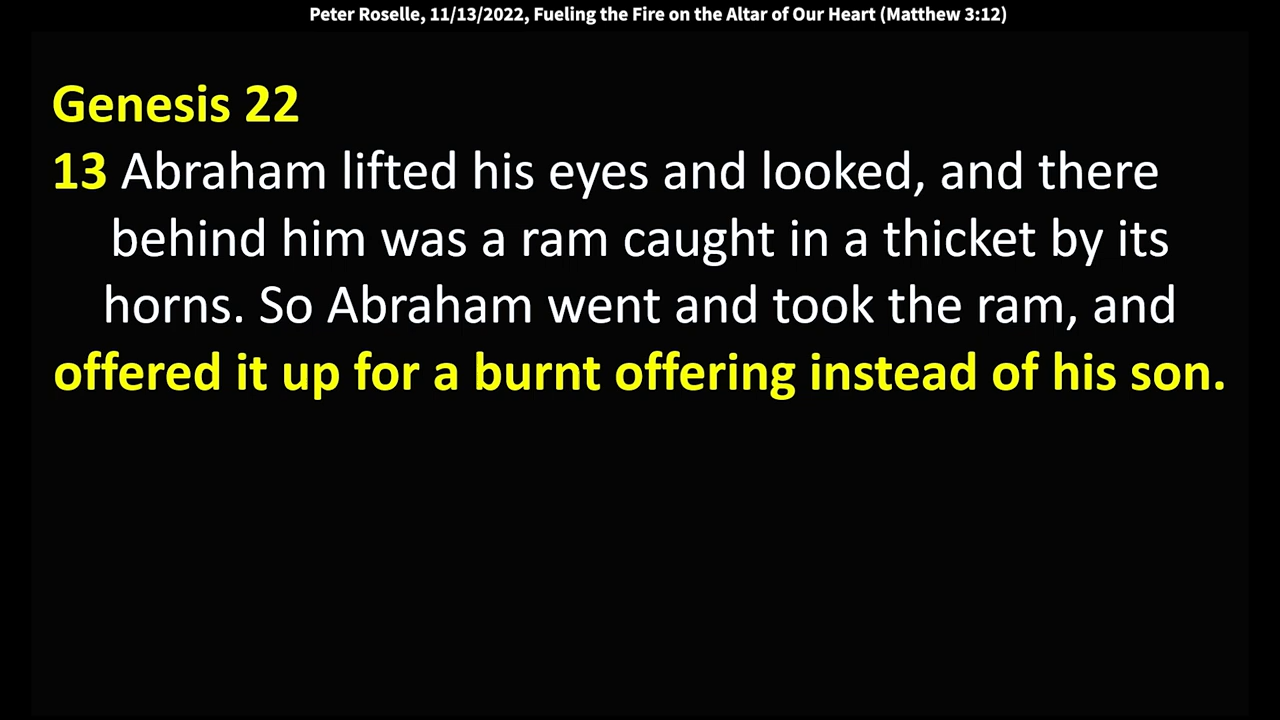 Peter Roselle, 11/13/2022, Fueling the Fire on the Altar of Our Heart (Matthew 3:12)
Genesis 22
13 Abraham lifted his eyes and looked, and there
behind him was a ram caught in a thicket by its
horns. So Abraham went and took the ram, and
offered it up for a burnt offering instead of his son.